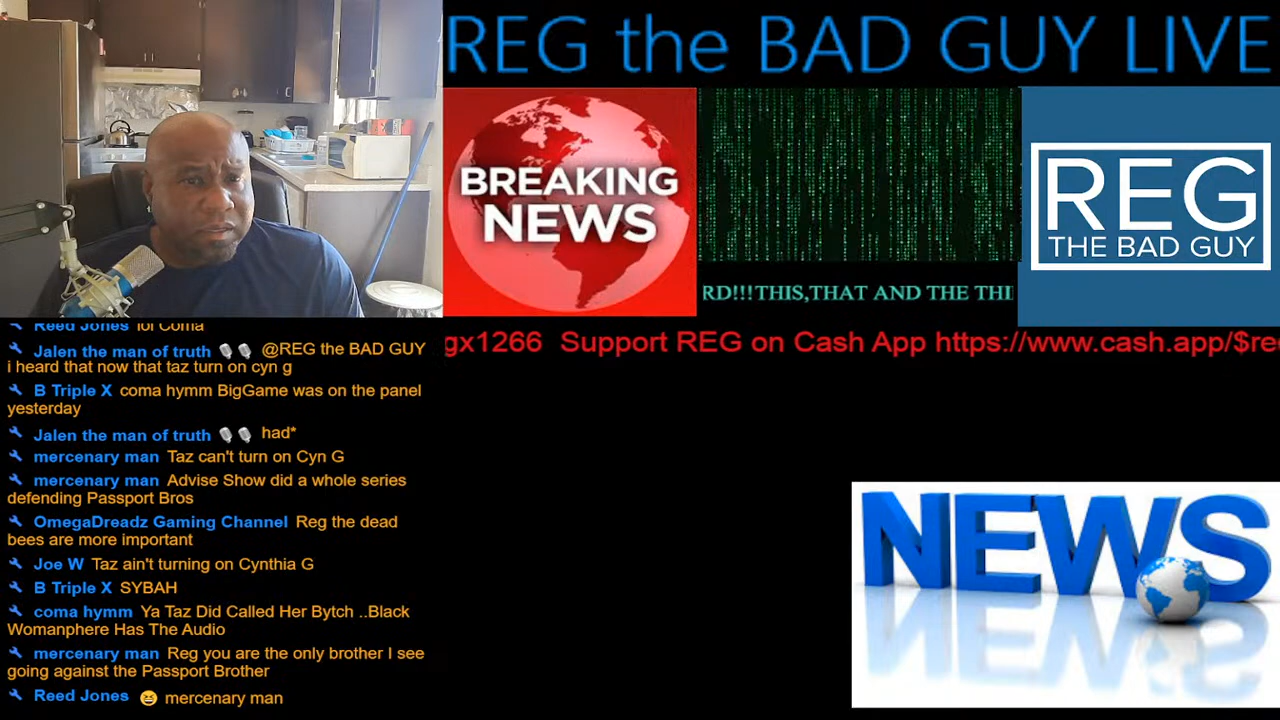 REG the BAD GUY LIVE
BREAKING
NEWS
RD!!!THIS,THAT AND THE THI
REG
THE BAD GUY
gx1266 Support REG on Cash App https://www.cash.app/$re
Reed Jones lol Coma
Jalen the man of truth 🎙️🎙️ @REG the BAD GUY
i heard that now that taz turn on cyn g
B Triple X coma hymm BigGame was on the panel
yesterday
Jalen the man of truth 🎙️🎙️ had*
mercenary man Taz can't turn on Cyn G
mercenary man Advise Show did a whole series
defending Passport Bros
OmegaDreadz Gaming Channel Reg the dead
bees are more important
Joe W Taz ain't turning on Cynthia G
B Triple X SYBAH
coma hymm Ya Taz Did Called Her Bytch ..Black
Womanphere Has The Audio
mercenary man Reg you are the only brother I see
going against the Passport Brother
Reed Jones 😆 mercenary man
NEWS